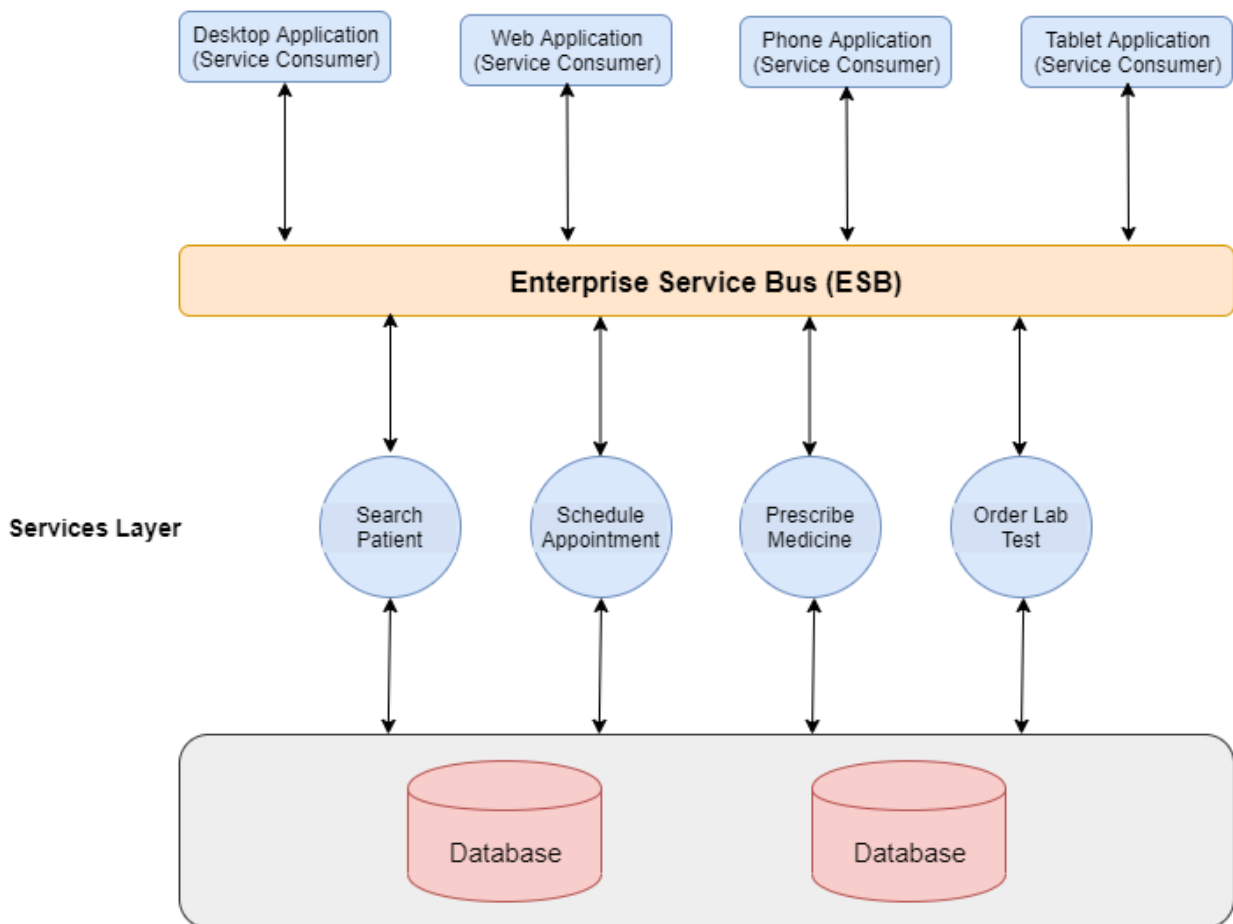 Desktop Application
(Service Consumer)
Web Application
(Service Consumer)
Phone Application
(Service Consumer)
Tablet Application
(Service Consumer)
Enterprise Service Bus (ESB)
Services Layer
Search
Patient
Schedule
Appointment
Prescribe
Medicine
Order Lab
Test
Database
Database